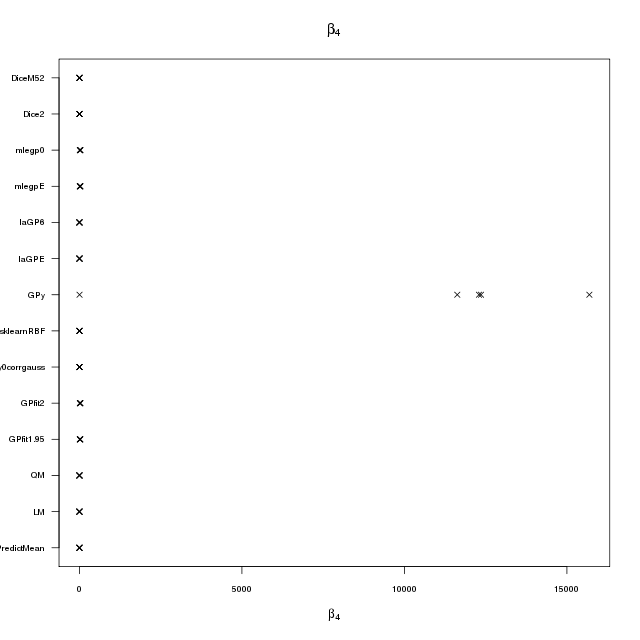 β4
DiceM52
Dice2
mlegp0
mlegpE
laGP6
laGPE
GPy
sklearnRBF
y0corrgauss
GPfit2
GPfit1.95
QM
LM
PredictMean
0 5000 10000 15000
β4